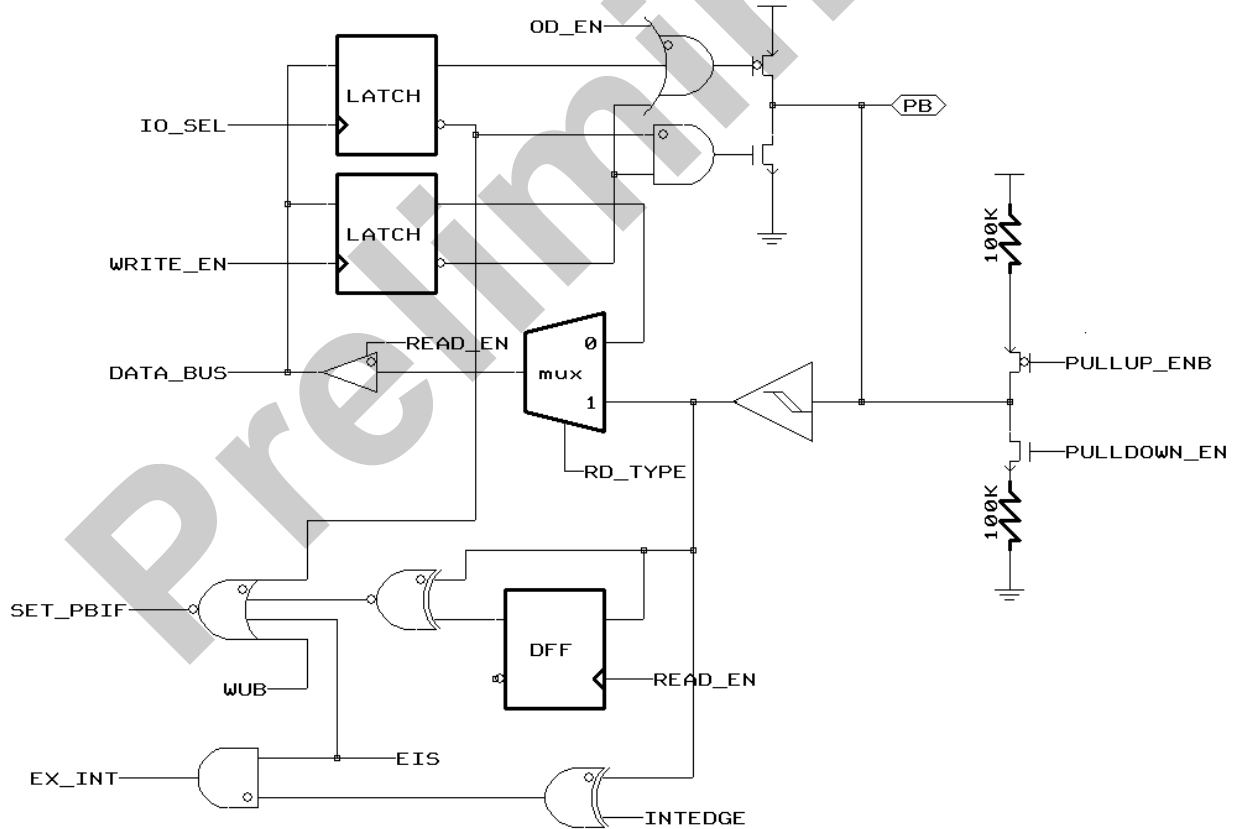 OD_EN
LATCH
IO_SEL
PB
LATCH
WRITE_EN
100K
READ_EN
0
DATA_BUS
mux
1
PULLUP_ENB
RD_TYPE
PULLDOWN_EN
100K
SET_PBIF
DFF
WUB
READ_EN
EIS
EX_INT
INTEDGE
Prelimin